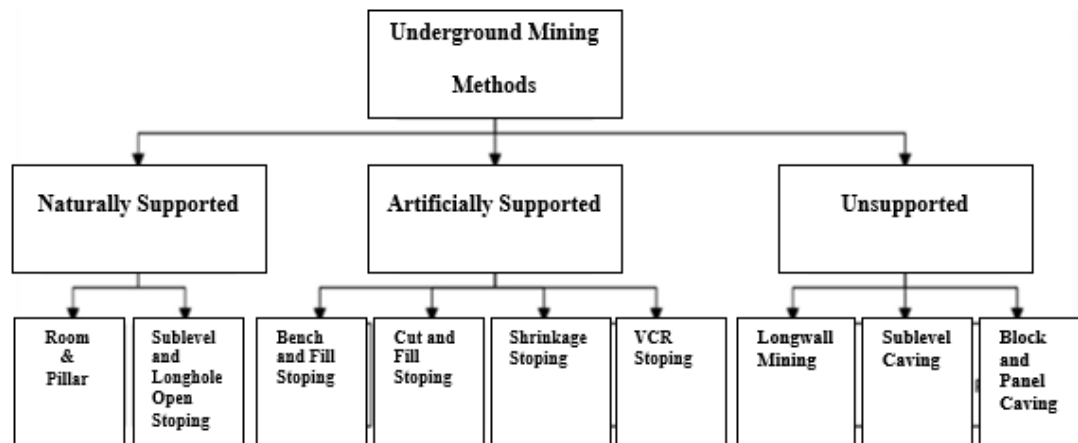 Underground Mining
Methods
Naturally Supported
Artificially Supported
Unsupported
Room
&
Pillar
Sublevel
and
Longhole
Open
Stoping
Bench
and Fill
Stoping
Cut and
Fill
Stoping
Shrinkage
Stoping
VCR
Stoping
Longwall
Mining
Sublevel
Caving
Block
and
Panel
Caving